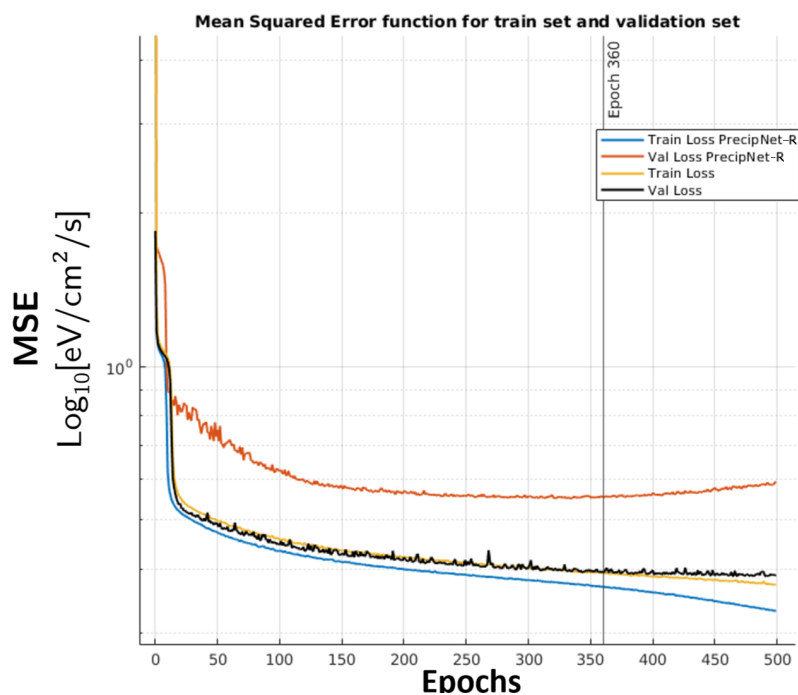 Mean Squared Error function for train set and validation set
Epoch 360
Train Loss PrecipNet-R
Val Loss PrecipNet-R
Train Loss
Val Loss
MSE
Log₁₀[eV/cm²/s]
10⁰
0 50 100 150 200 250 300 350 400 450 500
Epochs